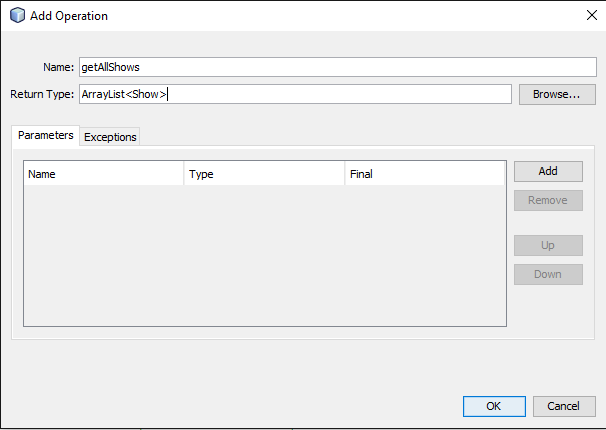 Add Operation
Name: getAllShows
Return Type: ArrayList<Show>
Browse...
Parameters Exceptions
Name Type Final
Add
Remove
Up
Down
OK Cancel